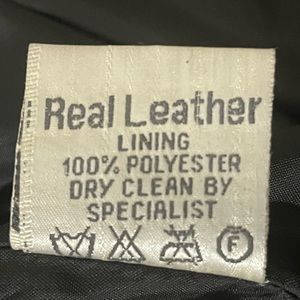 Real Leather
LINING
100% POLYESTER
DRY CLEAN BY
SPECIALIST
F